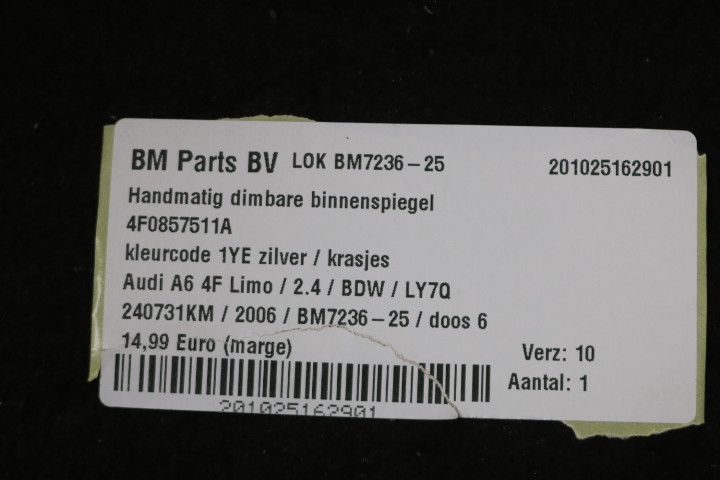 BM Parts BV LOK BM7236-25 201025162901
Handmatig dimbare binnenspiegel
4F0857511A
kleurcode 1YE zilver / krasjes
Audi A6 4F Limo / 2.4 / BDW / LY7Q
240731KM / 2006 / BM7236-25 / doos 6
14,99 Euro (marge) Verz: 10
Aantal: 1
201025162901